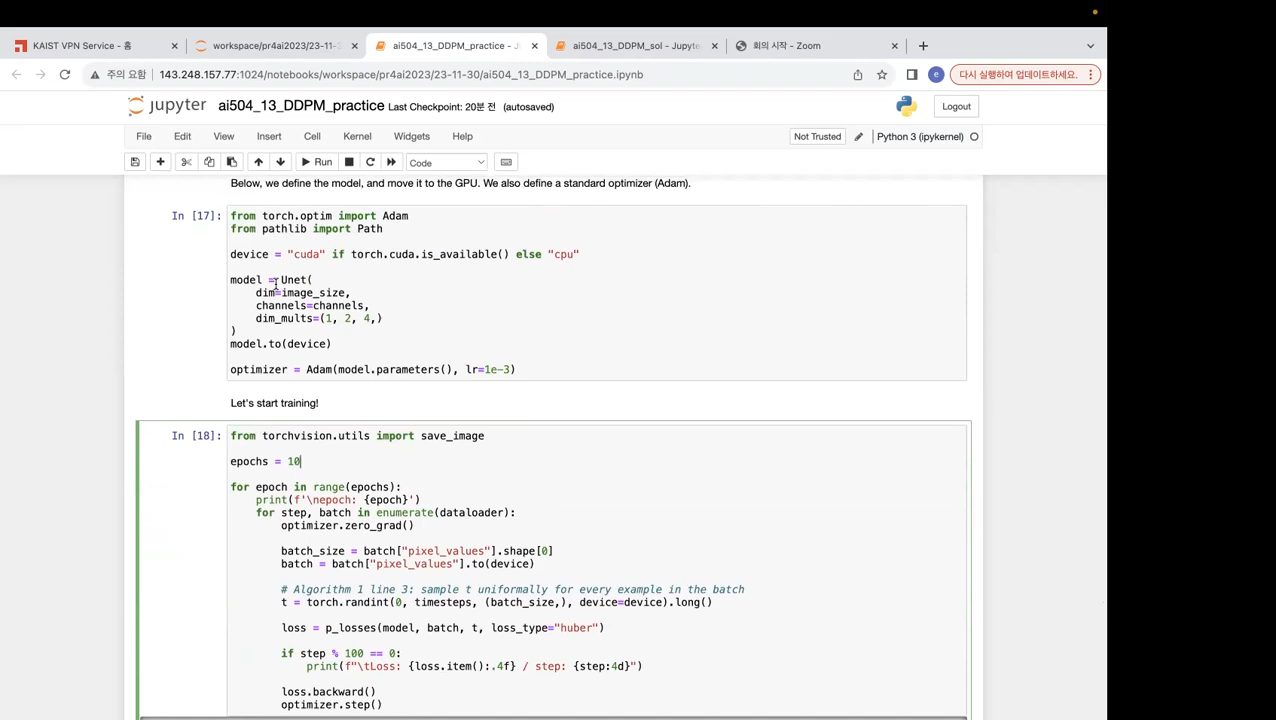 KAIST VPN Service - 홈
workspace/pr4ai2023/23-11-
ai504_13_DDPM_practice - J
ai504_13_DDPM_sol - Jupyte
회의 시작 - Zoom
주의 요함
143.248.157.77:1024/notebooks/workspace/pr4ai2023/23-11-30/ai504_13_DDPM_practice.ipynb
e
다시 실행하여 업데이트하세요.
jupyter ai504_13_DDPM_practice Last Checkpoint: 20분 전 (autosaved)
Logout
File Edit View Insert Cell Kernel Widgets Help
Not Trusted
Python 3 (ipykernel)
Run
Code
Below, we define the model, and move it to the GPU. We also define a standard optimizer (Adam).
In [17]:
from torch.optim import Adam
from pathlib import Path
device = "cuda" if torch.cuda.is_available() else "cpu"
model = Unet(
    dim=image_size,
    channels=channels,
    dim_mults=(1, 2, 4,)
)
model.to(device)
optimizer = Adam(model.parameters(), lr=1e-3)
Let's start training!
In [18]:
from torchvision.utils import save_image
epochs = 10
for epoch in range(epochs):
    print(f'\nepoch: {epoch}')
    for step, batch in enumerate(dataloader):
        optimizer.zero_grad()
        batch_size = batch["pixel_values"].shape[0]
        batch = batch["pixel_values"].to(device)
        # Algorithm 1 line 3: sample t uniformally for every example in the batch
        t = torch.randint(0, timesteps, (batch_size,), device=device).long()
        loss = p_losses(model, batch, t, loss_type="huber")
        if step % 100 == 0:
            print(f"\tLoss: {loss.item():.4f} / step: {step:4d}")
        loss.backward()
        optimizer.step()